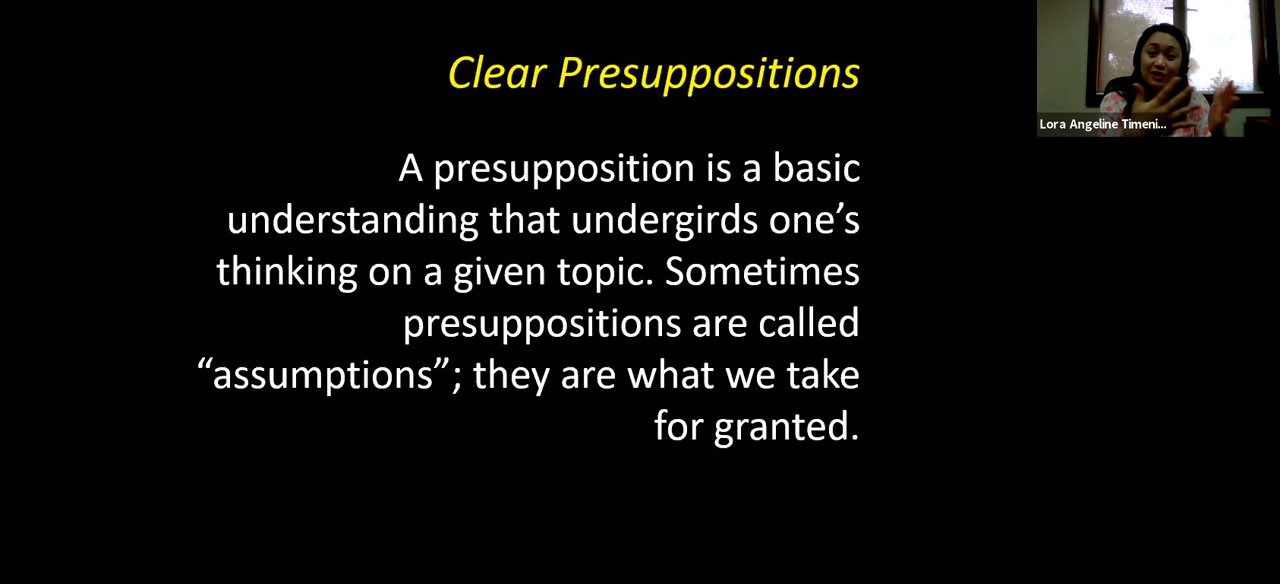 Clear Presuppositions
A presupposition is a basic
understanding that undergirds one’s
thinking on a given topic. Sometimes
presuppositions are called
“assumptions”; they are what we take
for granted.
Lora Angeline Timeni...